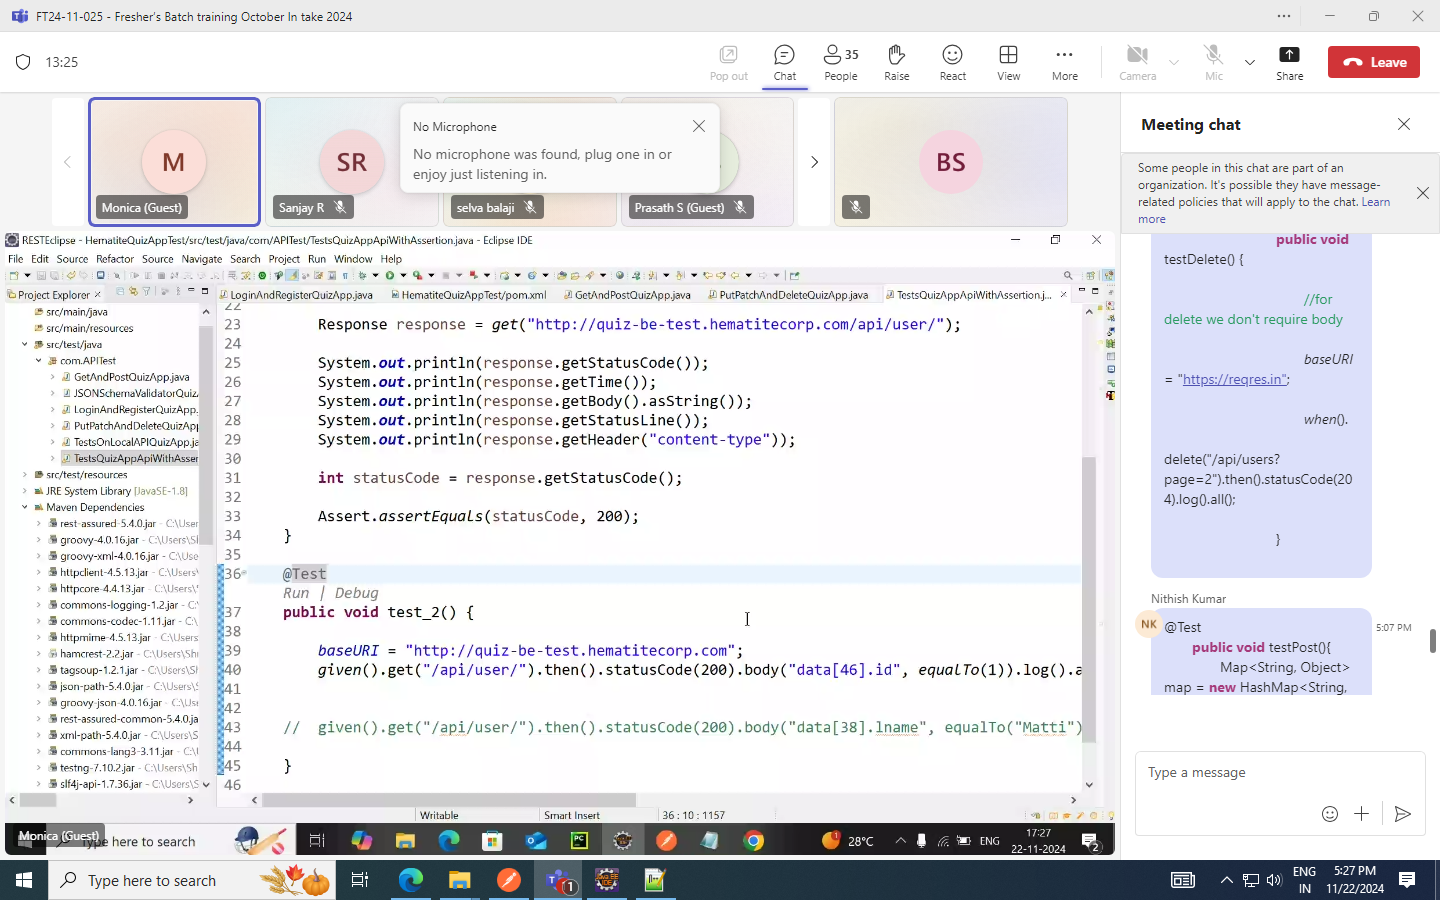 FT24-11-025 - Fresher's Batch training October In take 2024
13:25
Pop out
Chat
35
People
Raise
React
View
More
Camera
Mic
Share
Leave
M
Monica (Guest)
SR
Sanjay R
selva balaji
Prasath S (Guest)
BS
No Microphone
No microphone was found, plug one in or
enjoy just listening in.
Meeting chat
Some people in this chat are part of an
organization. It's possible they have message-
related policies that will apply to the chat. Learn
more
public void
testDelete() {
//for
delete we don't require body
baseURI
= "https://reqres.in";
when().
delete("/api/users?
page=2").then().statusCode(20
4).log().all();
}
Nithish Kumar
NK
@Test
5:07 PM
public void testPost(){
Map<String, Object>
map = new HashMap<String,
Type a message
RESTEclipse - HematiteQuizAppTest/src/test/java/com/APITest/TestsQuizAppApiWithAssertion.java - Eclipse IDE
File Edit Source Refactor Source Navigate Search Project Run Window Help
Project Explorer
LoginAndRegisterQuizApp.java
HematiteQuizAppTest/pom.xml
GetAndPostQuizApp.java
PutPatchAndDeleteQuizApp.java
TestsQuizAppApiWithAssertion.j...
src/main/java
src/main/resources
src/test/java
com.APITest
GetAndPostQuizApp.java
JSONSchemaValidatorQuiz
LoginAndRegisterQuizApp.
PutPatchAndDeleteQuizAp
TestsOnLocalAPIQuizApp.ja
TestsQuizAppApiWithAsser
src/test/resources
JRE System Library [JavaSE-1.8]
Maven Dependencies
rest-assured-5.4.0.jar - C:\User
groovy-4.0.16.jar - C:\Users\S
groovy-xml-4.0.16.jar - C:\Use
httpclient-4.5.13.jar - C:\Users
httpcore-4.4.13.jar - C:\Users\
commons-logging-1.2.jar - C:
commons-codec-1.11.jar - C:
httpmime-4.5.13.jar - C:\Users
hamcrest-2.2.jar - C:\Users\Sh
tagsoup-1.2.1.jar - C:\Users\S
json-path-5.4.0.jar - C:\Users\
groovy-json-4.0.16.jar - C:\Us
rest-assured-common-5.4.0.ja
xml-path-5.4.0.jar - C:\Users\
commons-lang3-3.11.jar - C:
testng-7.10.2.jar - C:\Users\Sh
slf4j-api-1.7.36.jar - C:\Users\S
22
23 Response response = get("http://quiz-be-test.hematitecorp.com/api/user/");
24
25 System.out.println(response.getStatusCode());
26 System.out.println(response.getTime());
27 System.out.println(response.getBody().asString());
28 System.out.println(response.getStatusLine());
29 System.out.println(response.getHeader("content-type"));
30
31 int statusCode = response.getStatusCode();
32
33 Assert.assertEquals(statusCode, 200);
34 }
35
36 @Test
Run | Debug
37 public void test_2() {
38
39 baseURI = "http://quiz-be-test.hematitecorp.com";
40 given().get("/api/user/").then().statusCode(200).body("data[46].id", equalTo(1)).log().a
41
42
43 // given().get("/api/user/").then().statusCode(200).body("data[38].lname", equalTo("Matti")
44
45 }
46
Writable
Smart Insert
36 : 10 : 1157
Monica (Guest)
Type here to search
28°C
ENG
17:27
22-11-2024
2
Type here to search
1
ENG
IN
5:27 PM
11/22/2024